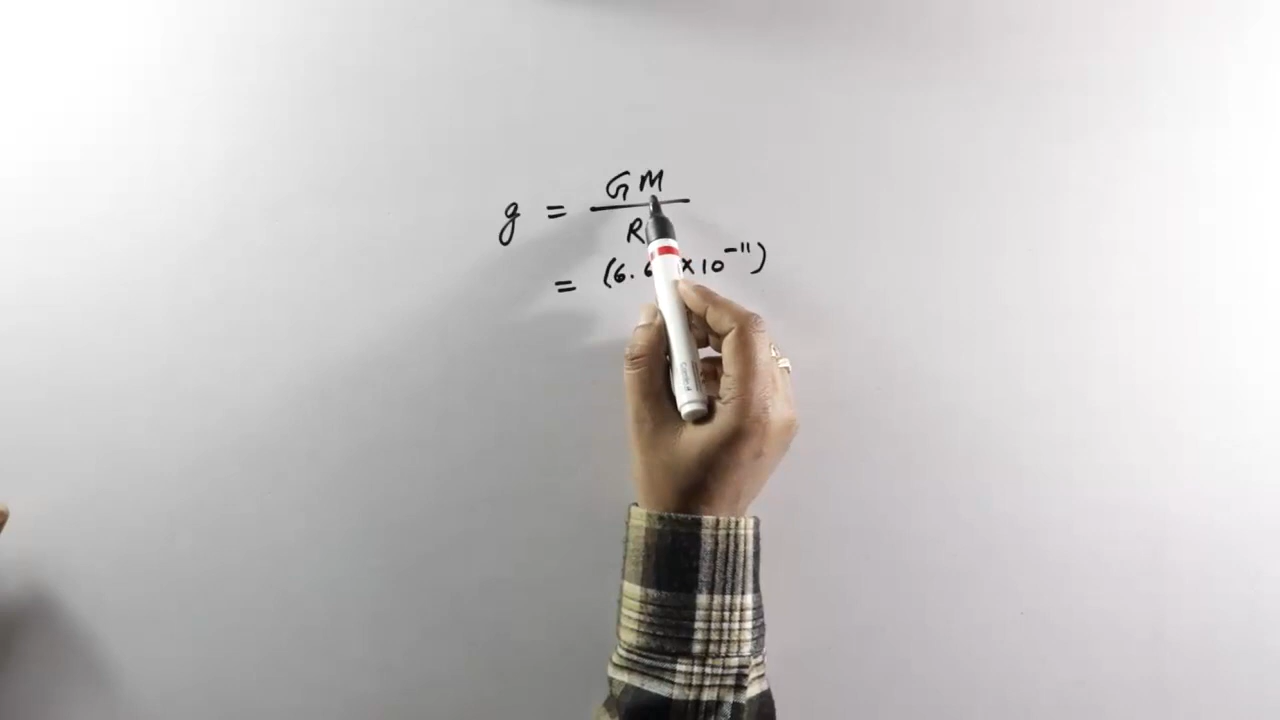 g = GM
R
= (6.6 × 10⁻¹¹)